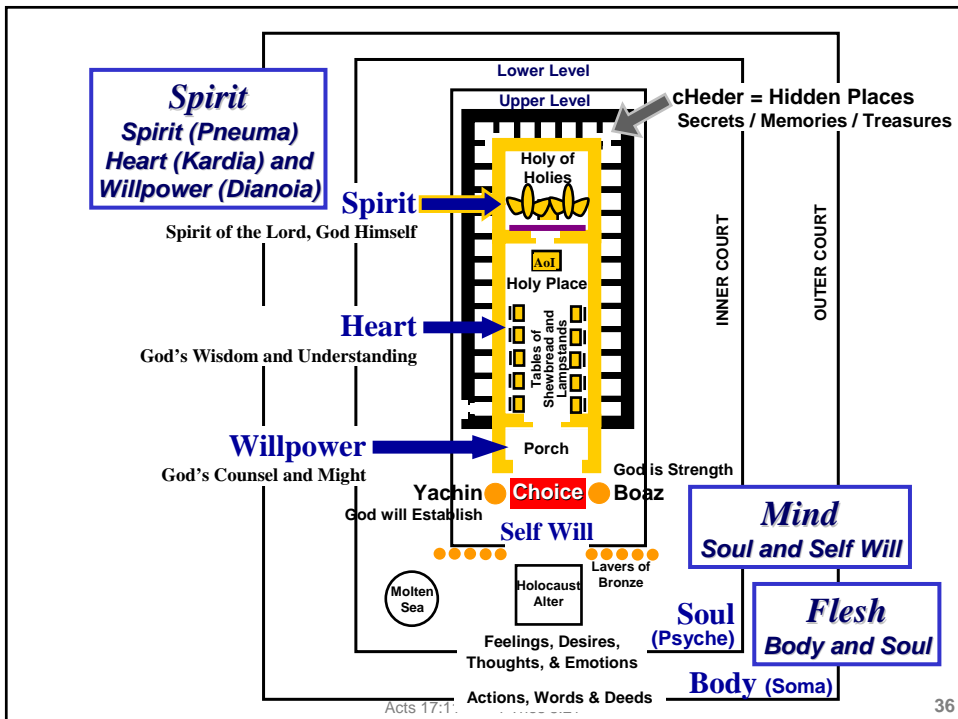 Lower Level
Upper Level
Spirit
Spirit (Pneuma)
Heart (Kardia) and
Willpower (Dianoia)
cHeder = Hidden Places
Secrets / Memories / Treasures
Holy of
Holies
Spirit
Spirit of the Lord, God Himself
AoI
Holy Place
INNER COURT
OUTER COURT
Heart
God's Wisdom and Understanding
Tables of
Shewbread and
Lampstands
Willpower
God's Counsel and Might
Porch
God is Strength
Yachin
Choice
Boaz
God will Establish
Self Will
Mind
Soul and Self Will
Lavers of
Bronze
Molten
Sea
Holocaust
Alter
Soul
(Psyche)
Flesh
Body and Soul
Feelings, Desires,
Thoughts, & Emotions
Body (Soma)
Actions, Words & Deeds
Acts 17:1
36